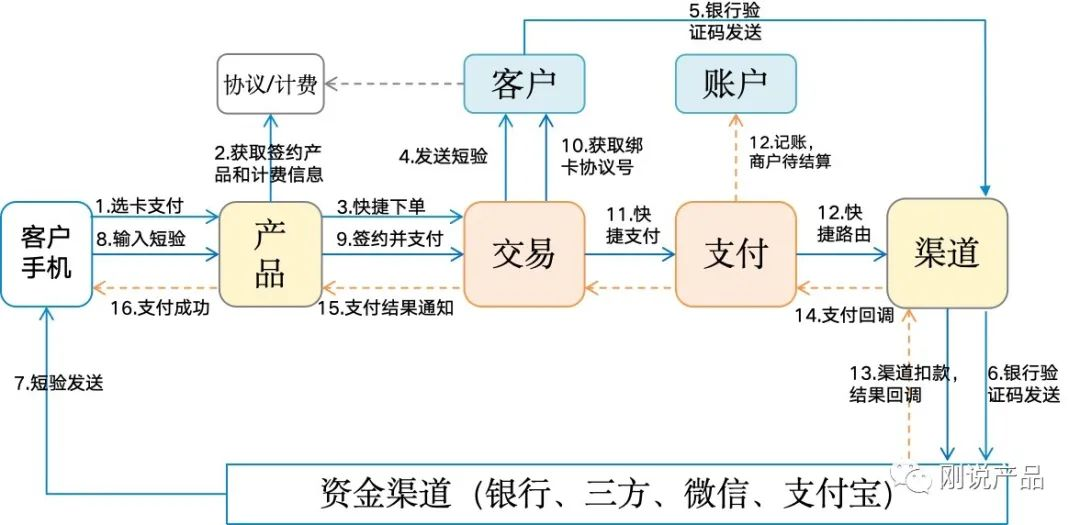 5.银行验
证码发送
协议/计费
客户
账户
2.获取签约产
品和计费信息
4.发送短验
10.获取绑
卡协议号
12.记账，
商户待结算
1.选卡支付
3.快捷下单
11.快
捷支付
12.快
捷路由
客户
手机
8.输入短验
产
品
9.签约并支付
交易
支付
渠道
16.支付成功
15.支付结果通知
14.支付回调
7.短验发送
13.渠道扣款，
结果回调
6.银行验
证码发送
资金渠道（银行、三方、微信、支付宝）
刚说产品